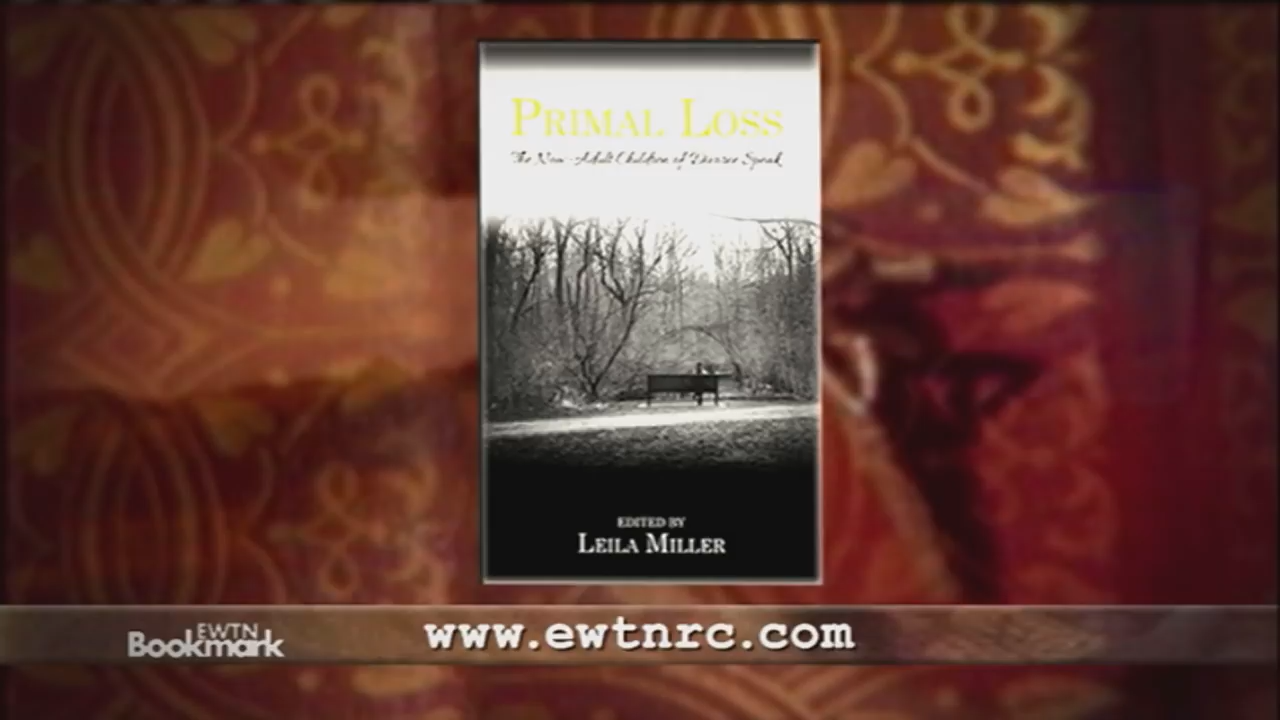 PRIMAL LOSS
The Now-Adult Children of Divorce Speak
EDITED BY
LEILA MILLER
EWTN
Bookmark
www.ewtnrc.com